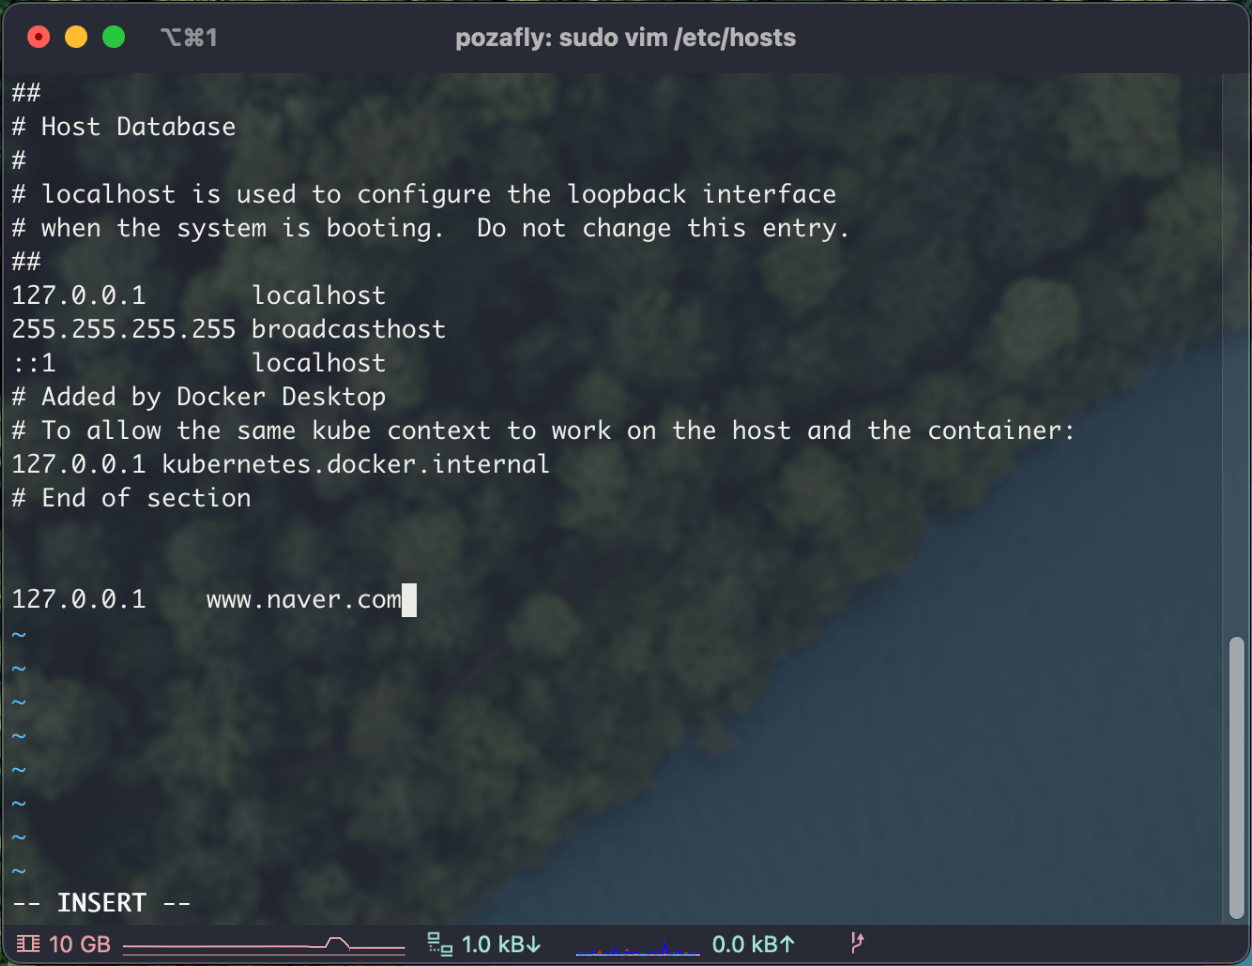 ⌥⌘1
pozafly: sudo vim /etc/hosts
##
# Host Database
#
# localhost is used to configure the loopback interface
# when the system is booting.  Do not change this entry.
##
127.0.0.1       localhost
255.255.255.255 broadcasthost
::1             localhost
# Added by Docker Desktop
# To allow the same kube context to work on the host and the container:
127.0.0.1 kubernetes.docker.internal
# End of section
127.0.0.1    www.naver.com
~
~
~
~
~
~
~
~
-- INSERT --
10 GB 1.0 kB↓ 0.0 kB↑